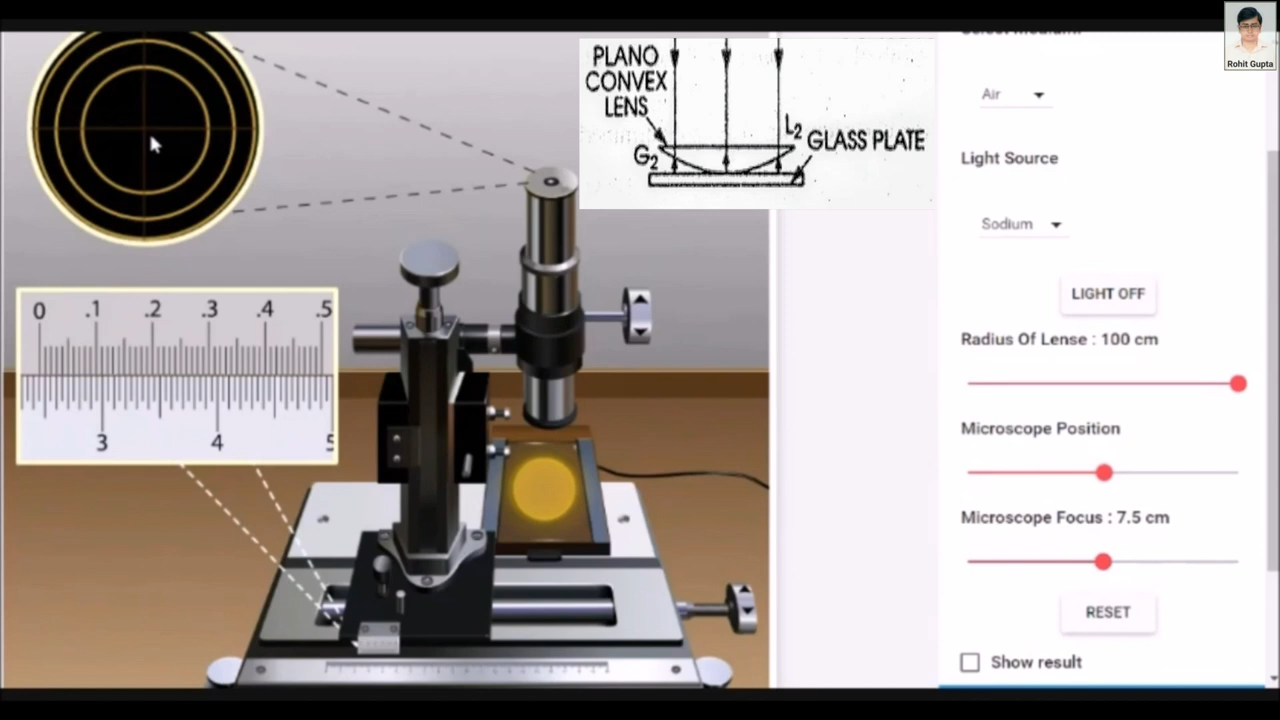 Select Medium:
Rohit Gupta
PLANO
CONVEX
LENS
L2
G2
GLASS PLATE
Air
Light Source
Sodium
LIGHT OFF
0 .1 .2 .3 .4 .5
3 4 5
Radius Of Lense : 100 cm
Microscope Position
Microscope Focus : 7.5 cm
RESET
Show result